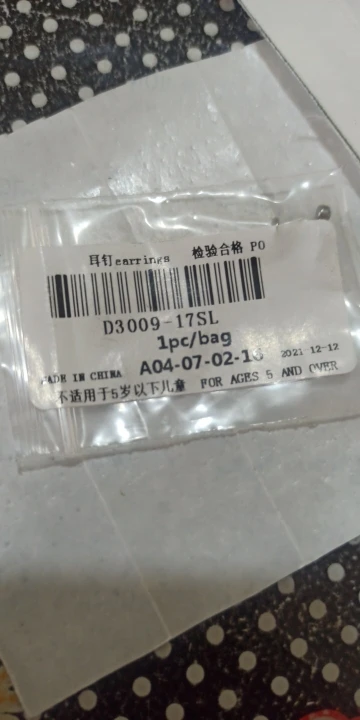 耳钉earrings 检验合格 PO
D3009-17SL
1pc/bag
A04-07-02-16 2021-12-12
MADE IN CHINA
不适用于5岁以下儿童 FOR AGES 5 AND OVER